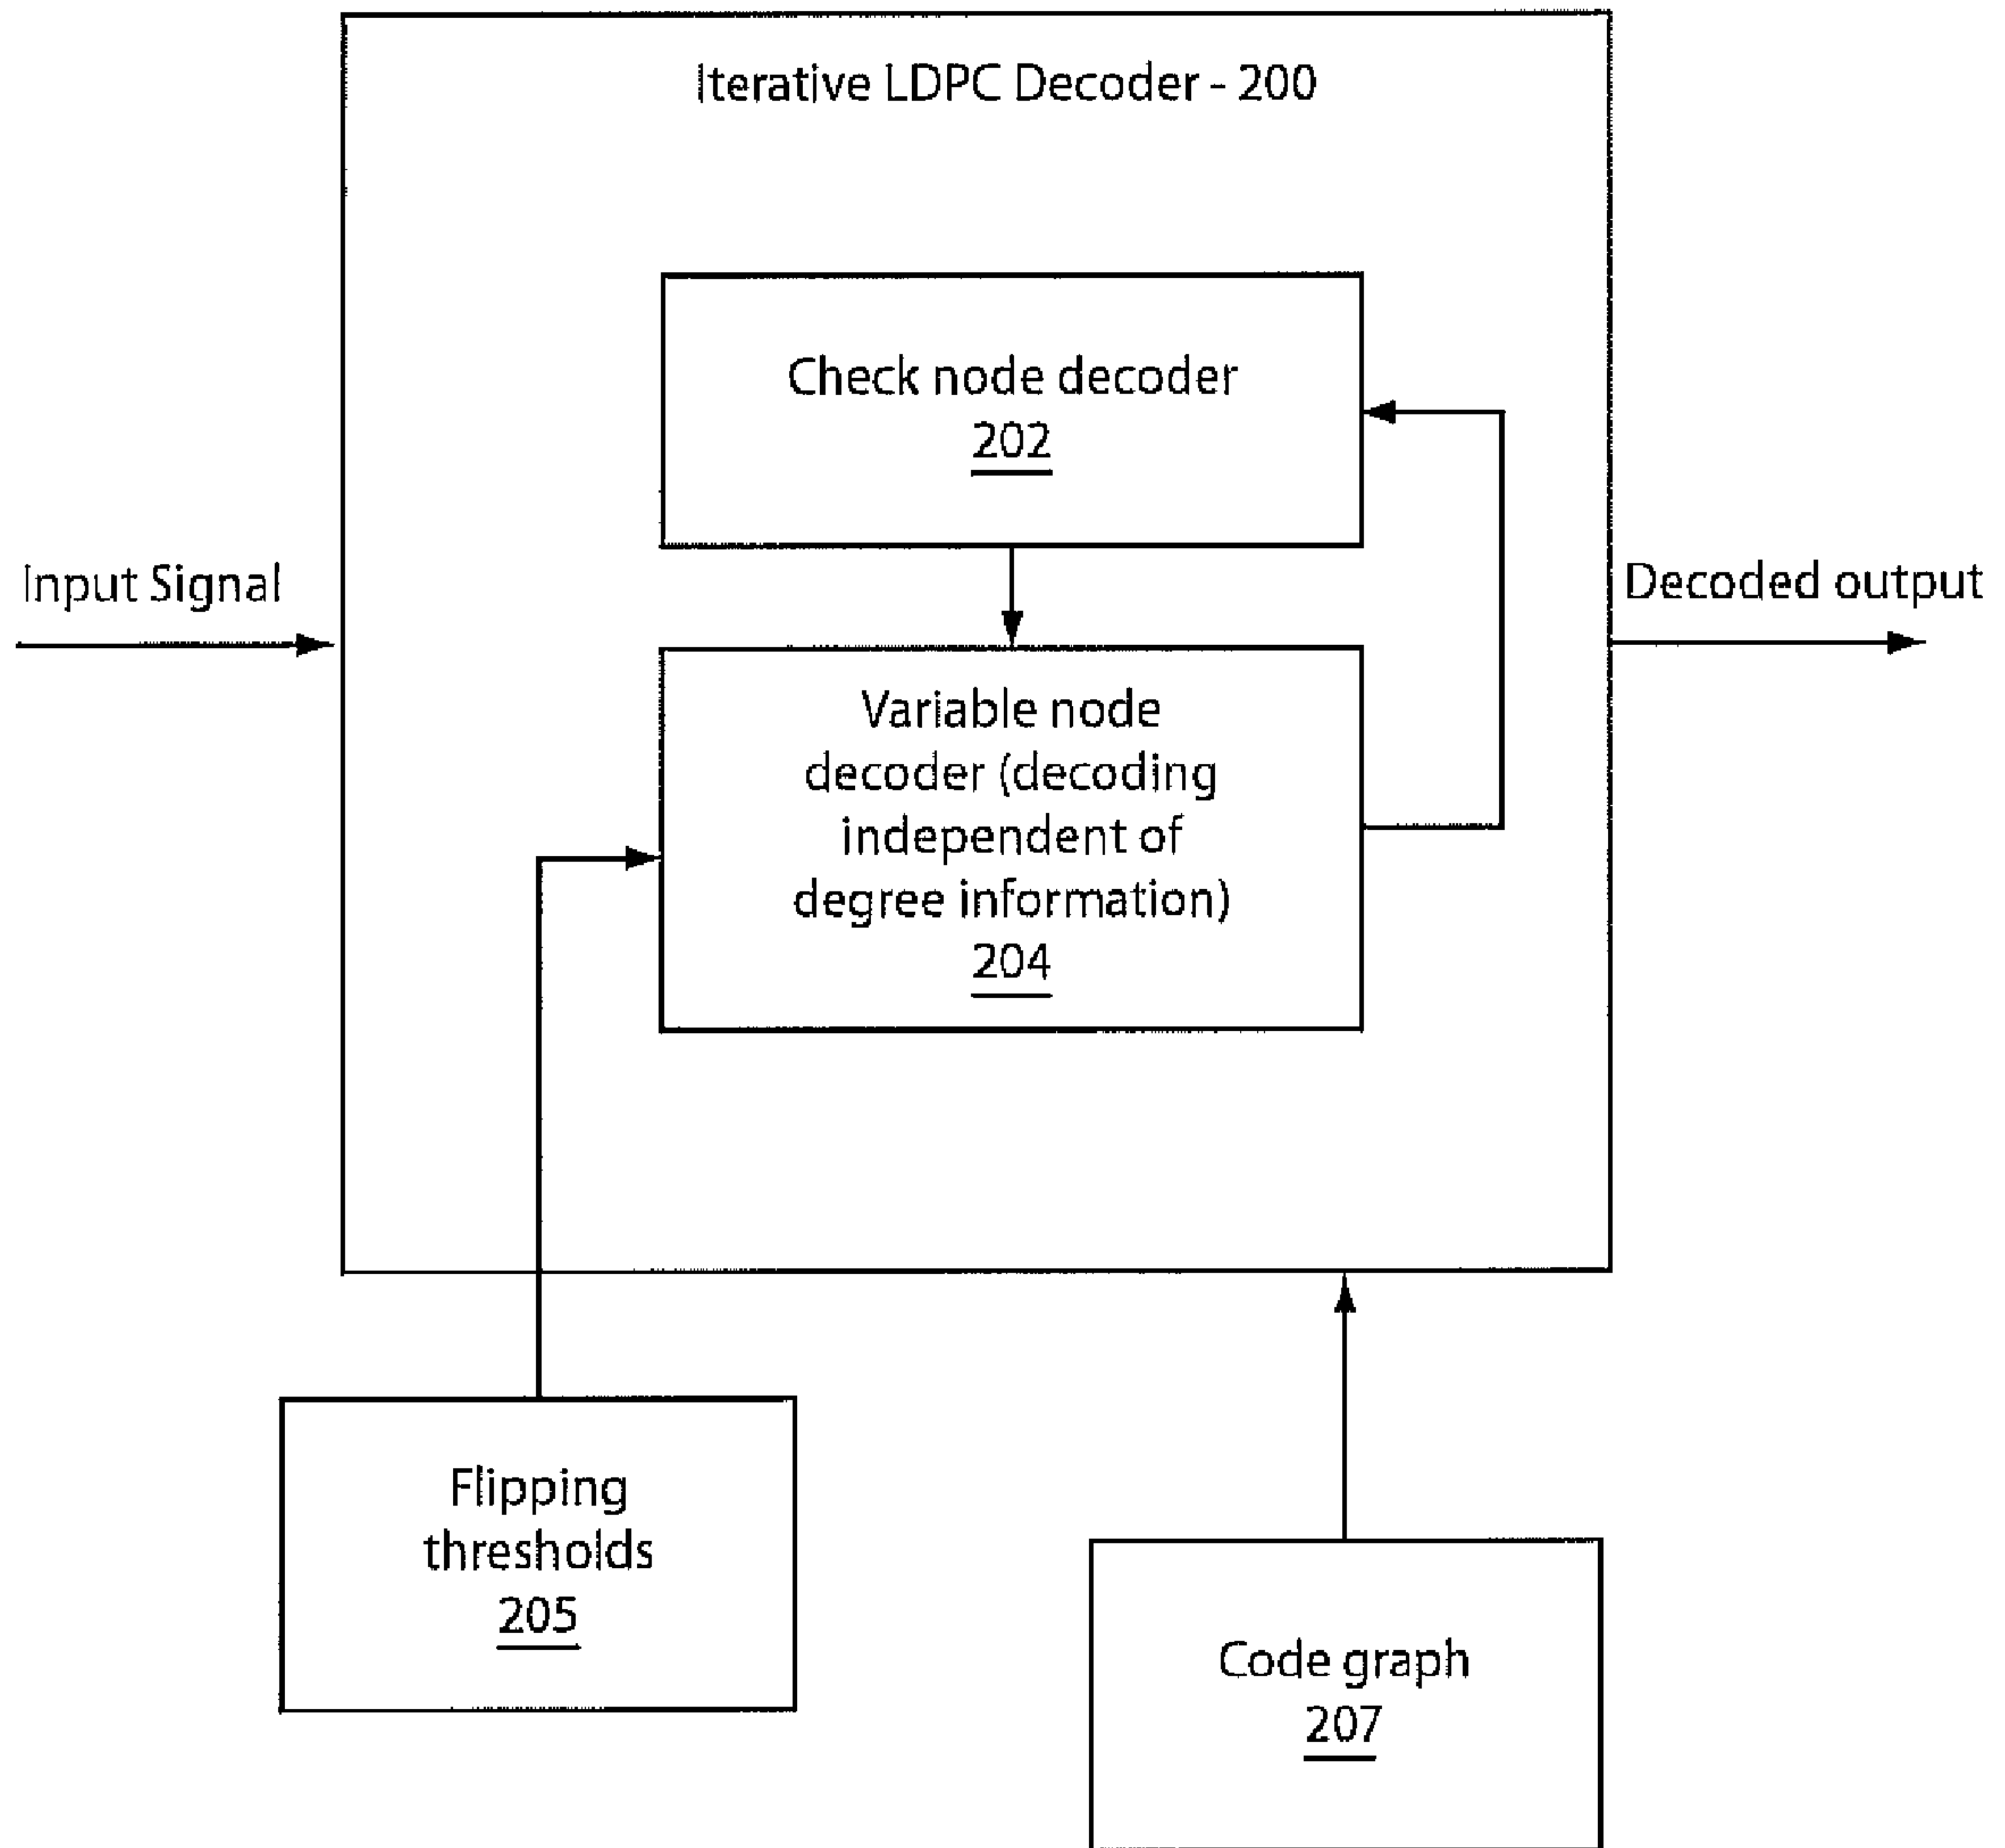 Iterative LDPC Decoder - 200
Check node decoder
202
Input Signal
Decoded output
Variable node
decoder (decoding
independent of
degree information)
204
Flipping
thresholds
205
Code graph
207